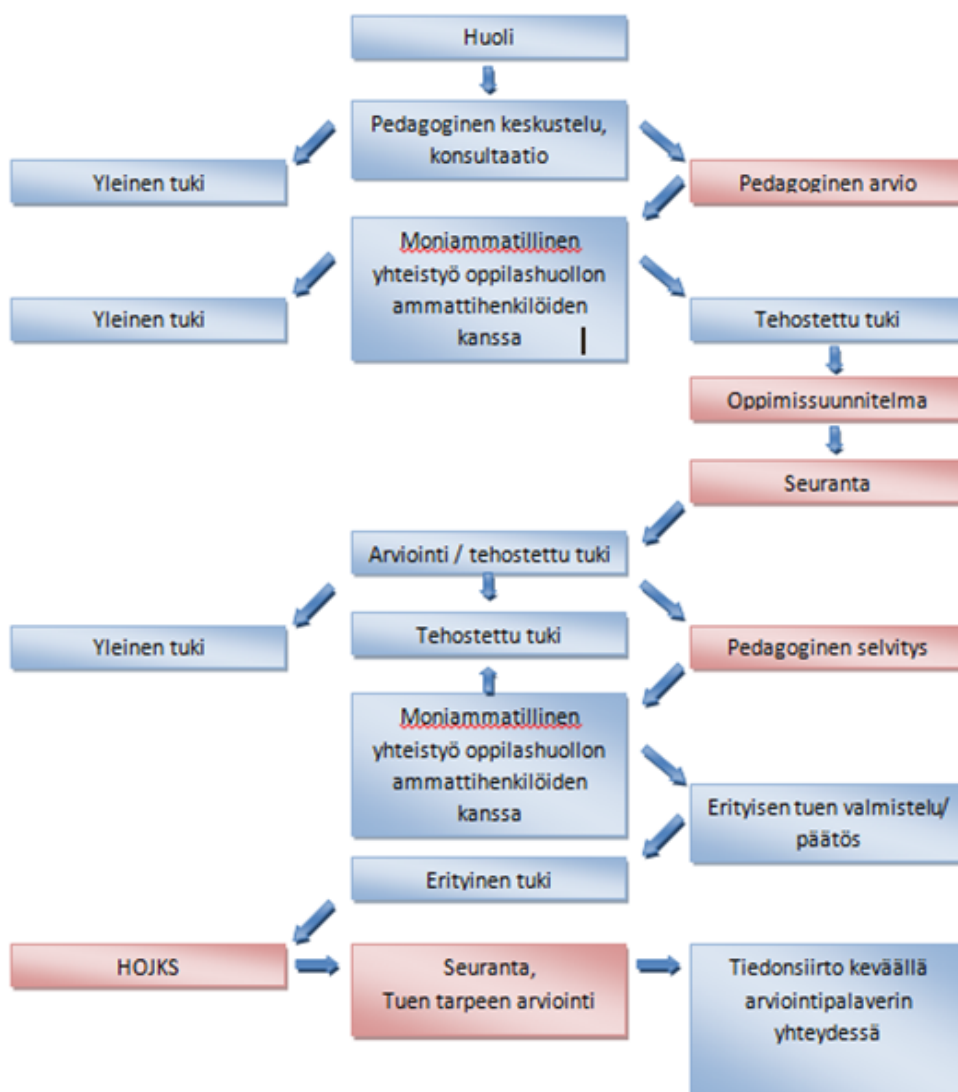 Huoli
Pedagoginen keskustelu,
konsultaatio
Yleinen tuki
Pedagoginen arvio
Moniammatillinen
yhteistyö oppilashuollon
ammattihenkilöiden
kanssa
Yleinen tuki
Tehostettu tuki
Oppimissuunnitelma
Seuranta
Arviointi / tehostettu tuki
Yleinen tuki
Tehostettu tuki
Pedagoginen selvitys
Moniammatillinen
yhteistyö oppilashuollon
ammattihenkilöiden
kanssa
Erityisen tuen valmistelu/
päätös
Erityinen tuki
HOJKS
Seuranta,
Tuen tarpeen arviointi
Tiedonsiirto keväällä
arviointipalaverin
yhteydessä